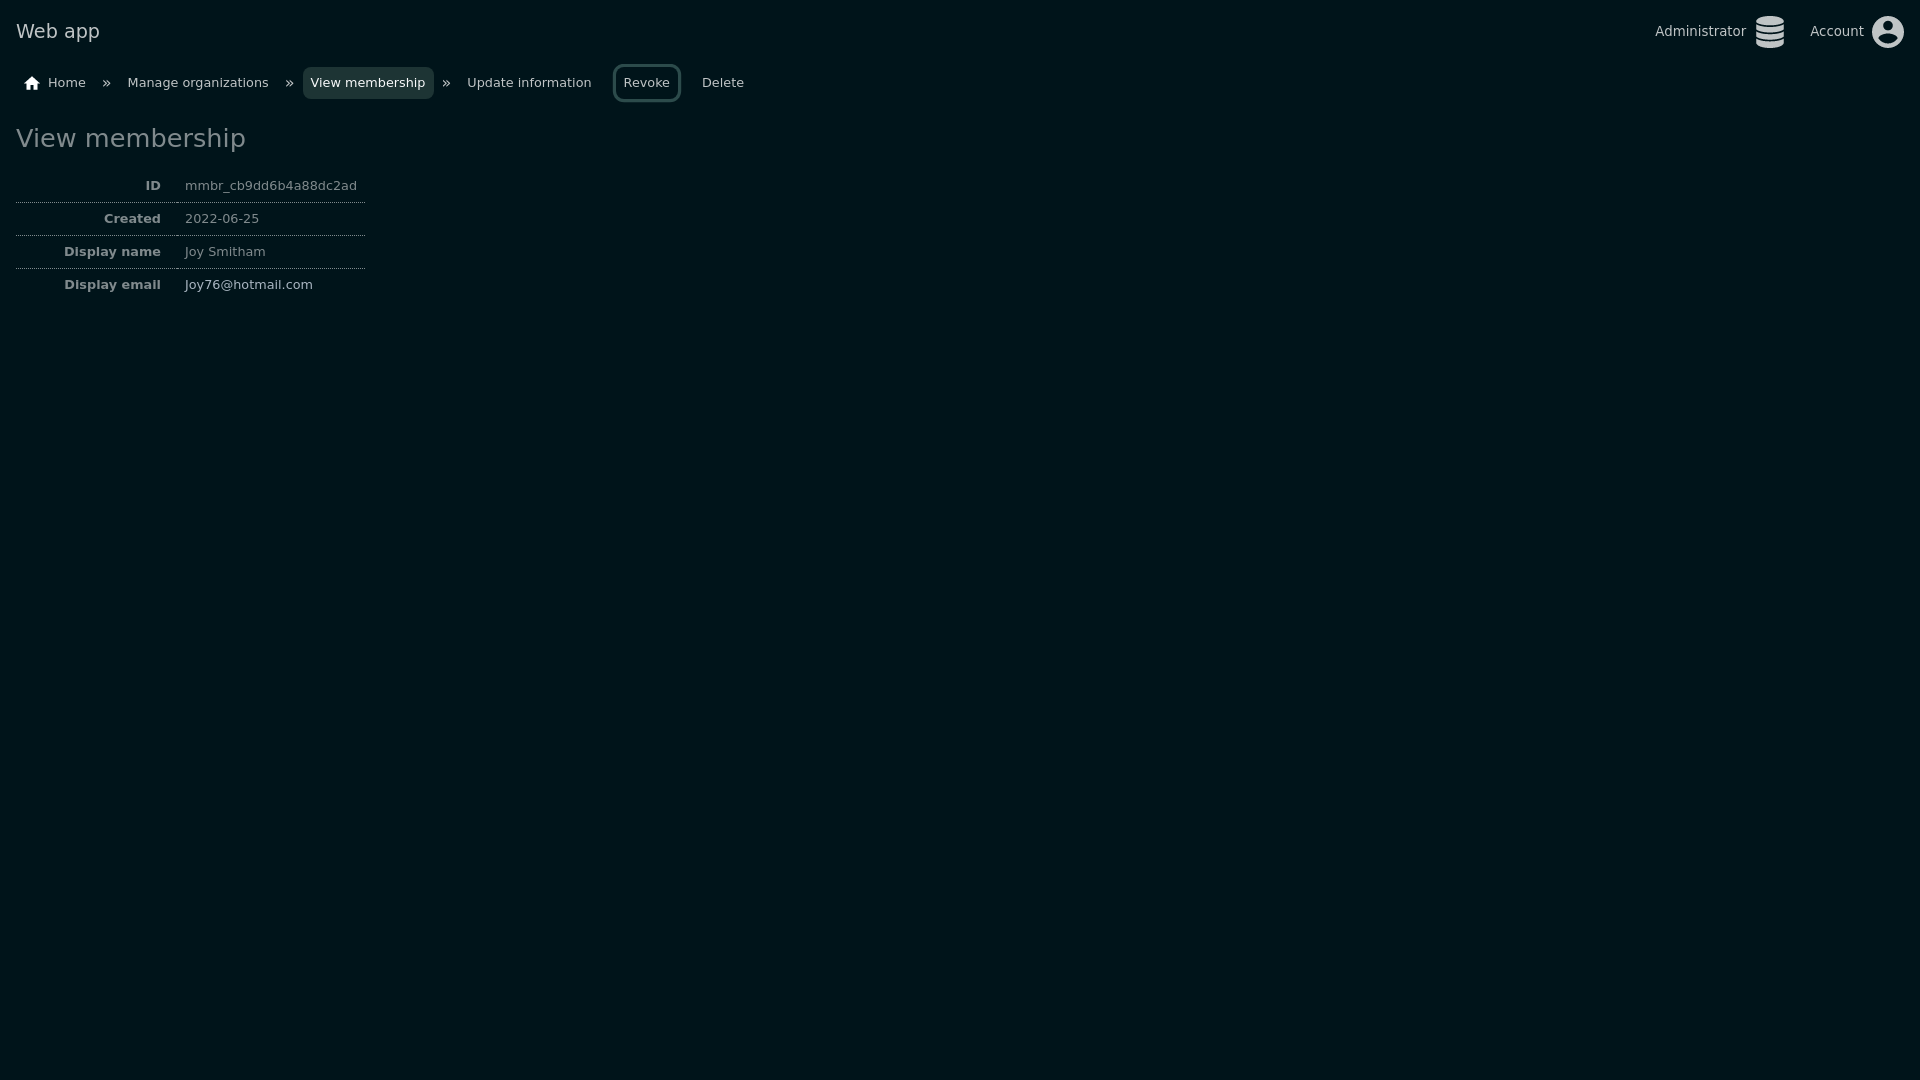 Web app
Administrator
Account
Home » Manage organizations » View membership » Update information Revoke Delete
View membership
ID mmbr_cb9dd6b4a88dc2ad
Created 2022-06-25
Display name Joy Smitham
Display email Joy76@hotmail.com